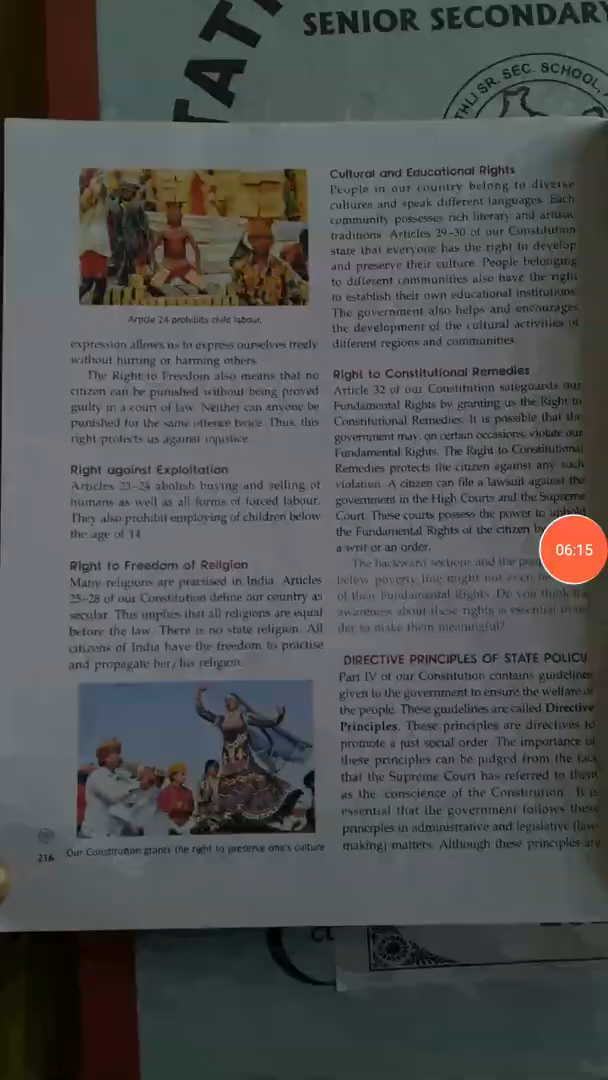 TATI
SENIOR SECONDARY
THLI SR. SEC. SCHOOL,
Article 24 prohibits child labour.
expression allows us to express ourselves freely
without hurting or harming others.
The Right to Freedom also means that no
citizen can be punished without being proved
guilty in a court of law. Neither can anyone be
punished for the same offence twice. Thus, this
right protects us against injustice.
Right against Exploitation
Articles 23–24 abolish buying and selling of
humans as well as all forms of forced labour.
They also prohibit employing of children below
the age of 14.
Right to Freedom of Religion
Many religions are practised in India. Articles
25–28 of our Constitution define our country as
secular. This implies that all religions are equal
before the law. There is no state religion. All
citizens of India have the freedom to practise
and propagate her/his religion.
216
Our Constitution grants the right to preserve one's culture
Cultural and Educational Rights
People in our country belong to diverse
cultures and speak different languages. Each
community possesses rich literary and artistic
traditions. Articles 29–30 of our Constitution
state that everyone has the right to develop
and preserve their culture. People belonging
to different communities also have the right
to establish their own educational institutions.
The government also helps and encourages
the development of the cultural activities of
different regions and communities.
Right to Constitutional Remedies
Article 32 of our Constitution safeguards our
Fundamental Rights by granting us the Right to
Constitutional Remedies. It is possible that the
government may, on certain occasions, violate our
Fundamental Rights. The Right to Constitutional
Remedies protects the citizen against any such
violation. A citizen can file a lawsuit against the
government in the High Courts and the Supreme
Court. These courts possess the power to uphold
the Fundamental Rights of the citizen
a writ or an order.
06:15
The backward sections and the
below poverty line might not even
of their Fundamental Rights. Do you think
awareness about these rights is essential in
der to make them meaningful?
DIRECTIVE PRINCIPLES OF STATE POLICY
Part IV of our Constitution contains guidelines
given to the government to ensure the welfare of
the people. These guidelines are called Directive
Principles. These principles are directives to
promote a just social order. The importance of
these principles can be judged from the fact
that the Supreme Court has referred to them
as the conscience of the Constitution. It is
essential that the government follows these
principles in administrative and legislative (law-
making) matters. Although these principles are